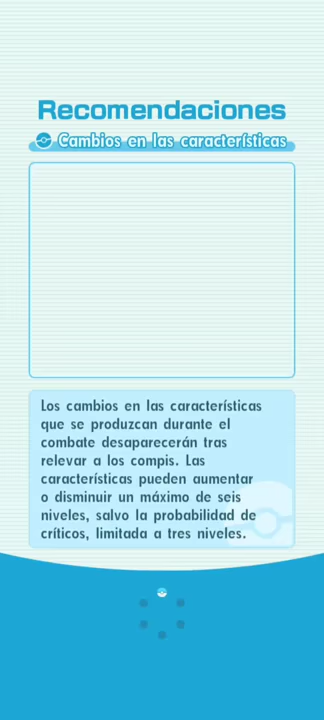 Recomendaciones
Cambios en las características
Los cambios en las características
que se produzcan durante el
combate desaparecerán tras
relevar a los compis. Las
características pueden aumentar
o disminuir un máximo de seis
niveles, salvo la probabilidad de
críticos, limitada a tres niveles.